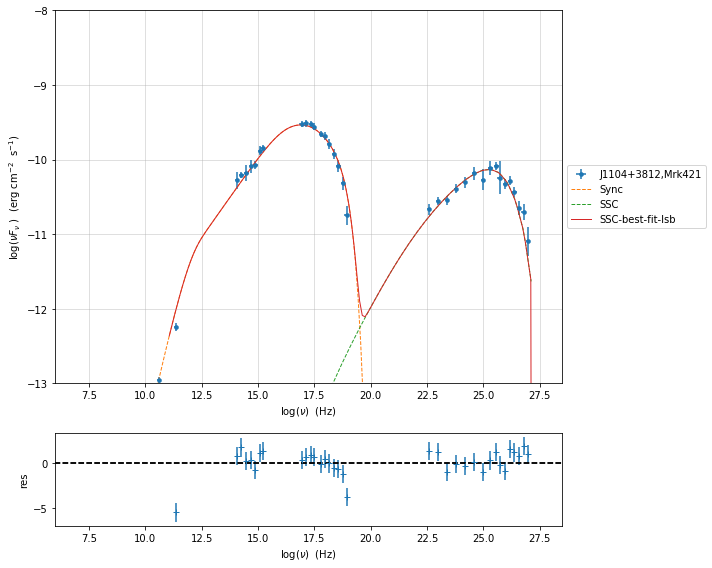 −8
−9
−10
−11
−12
−13
log(νF_ν )  (erg cm⁻²  s⁻¹)
7.5 10.0 12.5 15.0 17.5 20.0 22.5 25.0 27.5
log(ν)  (Hz)
J1104+3812,Mrk421
Sync
SSC
SSC-best-fit-lsb
0
−5
res
7.5 10.0 12.5 15.0 17.5 20.0 22.5 25.0 27.5
log(ν)  (Hz)